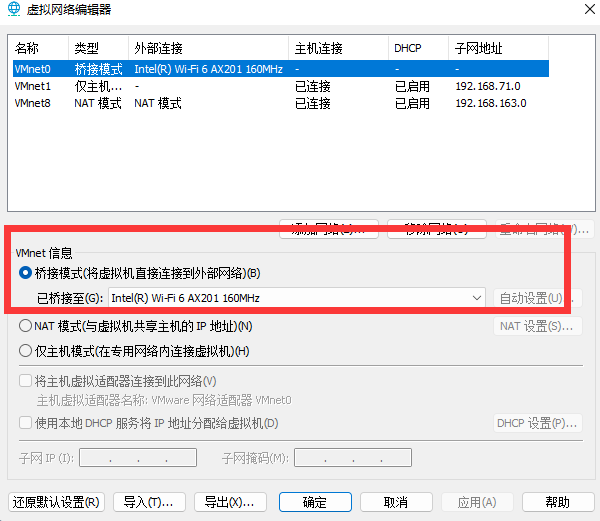 虚拟网络编辑器
名称 类型 外部连接 主机连接 DHCP 子网地址
VMnet0 桥接模式 Intel(R) Wi-Fi 6 AX201 160MHz - - -
VMnet1 仅主机... - 已连接 已启用 192.168.71.0
VMnet8 NAT 模式 NAT 模式 已连接 已启用 192.168.163.0
VMnet 信息
桥接模式(将虚拟机直接连接到外部网络)(B)
已桥接至(G): Intel(R) Wi-Fi 6 AX201 160MHz 自动设置(U)...
NAT 模式(与虚拟机共享主机的 IP 地址)(N) NAT 设置(S)...
仅主机模式(在专用网络内连接虚拟机)(H)
将主机虚拟适配器连接到此网络(V)
主机虚拟适配器名称: VMware 网络适配器 VMnet0
使用本地 DHCP 服务将 IP 地址分配给虚拟机(D) DHCP 设置(P)...
子网 IP (I): . . . 子网掩码(M): . . .
还原默认设置(R) 导入(T)... 导出(X)... 确定 取消 应用(A) 帮助